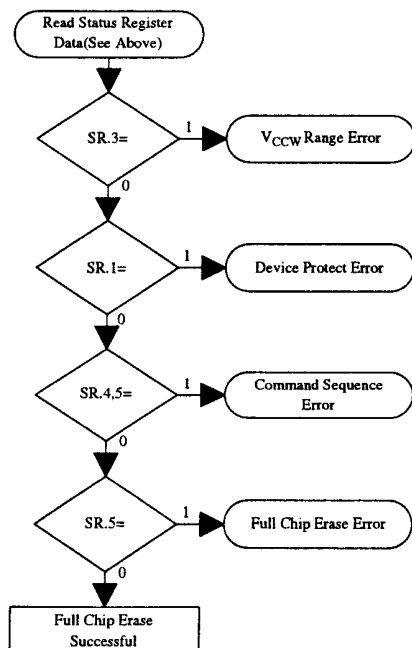 Read Status Register
Data(See Above)
SR.3=
1
VCCW Range Error
0
SR.1=
1
Device Protect Error
0
SR.4,5=
1
Command Sequence
Error
0
SR.5=
1
Full Chip Erase Error
0
Full Chip Erase
Successful